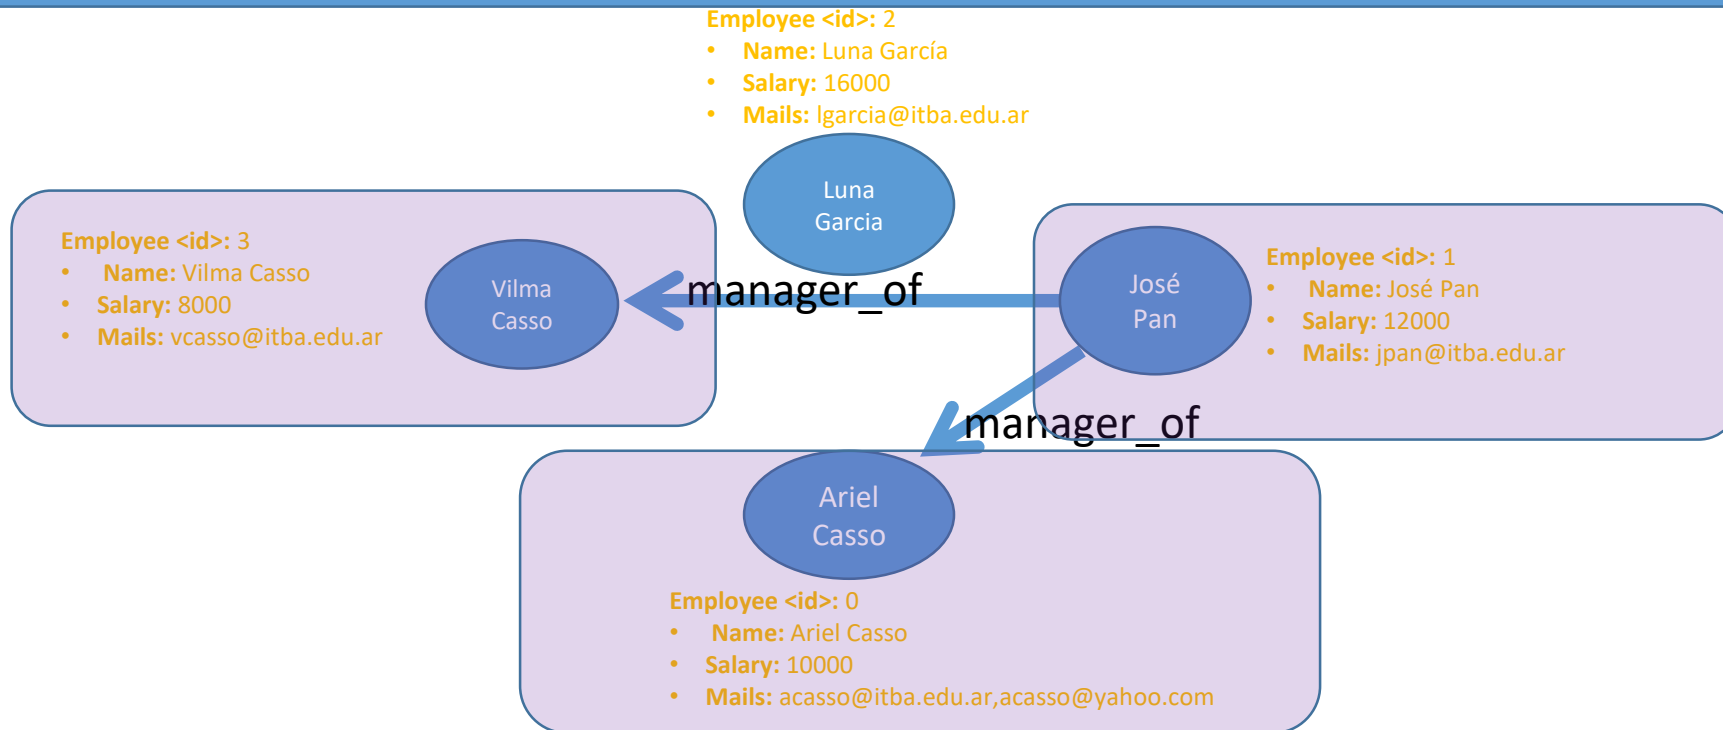 Employee <id>: 2
• Name: Luna García
• Salary: 16000
• Mails: lgarcia@itba.edu.ar
Luna
Garcia
Employee <id>: 3
• Name: Vilma Casso
• Salary: 8000
• Mails: vcasso@itba.edu.ar
Vilma
Casso
manager_of
José
Pan
Employee <id>: 1
• Name: José Pan
• Salary: 12000
• Mails: jpan@itba.edu.ar
manager_of
Ariel
Casso
Employee <id>: 0
• Name: Ariel Casso
• Salary: 10000
• Mails: acasso@itba.edu.ar,acasso@yahoo.com